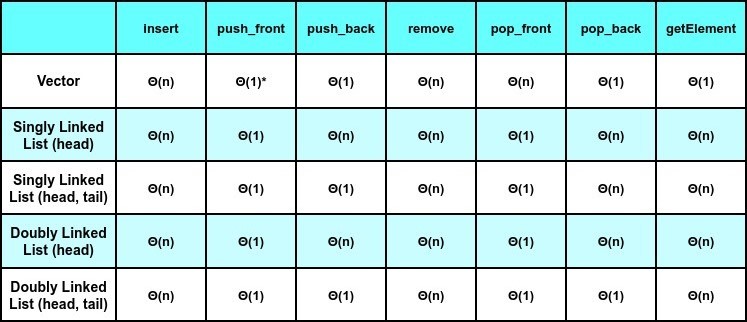 insert push_front push_back remove pop_front pop_back getElement
Vector Θ(n) Θ(1)* Θ(1) Θ(n) Θ(n) Θ(1) Θ(1)
Singly Linked
List (head) Θ(n) Θ(1) Θ(n) Θ(n) Θ(1) Θ(n) Θ(n)
Singly Linked
List (head, tail) Θ(n) Θ(1) Θ(1) Θ(n) Θ(1) Θ(n) Θ(n)
Doubly Linked
List (head) Θ(n) Θ(1) Θ(n) Θ(n) Θ(1) Θ(n) Θ(n)
Doubly Linked
List (head, tail) Θ(n) Θ(1) Θ(1) Θ(n) Θ(1) Θ(1) Θ(n)